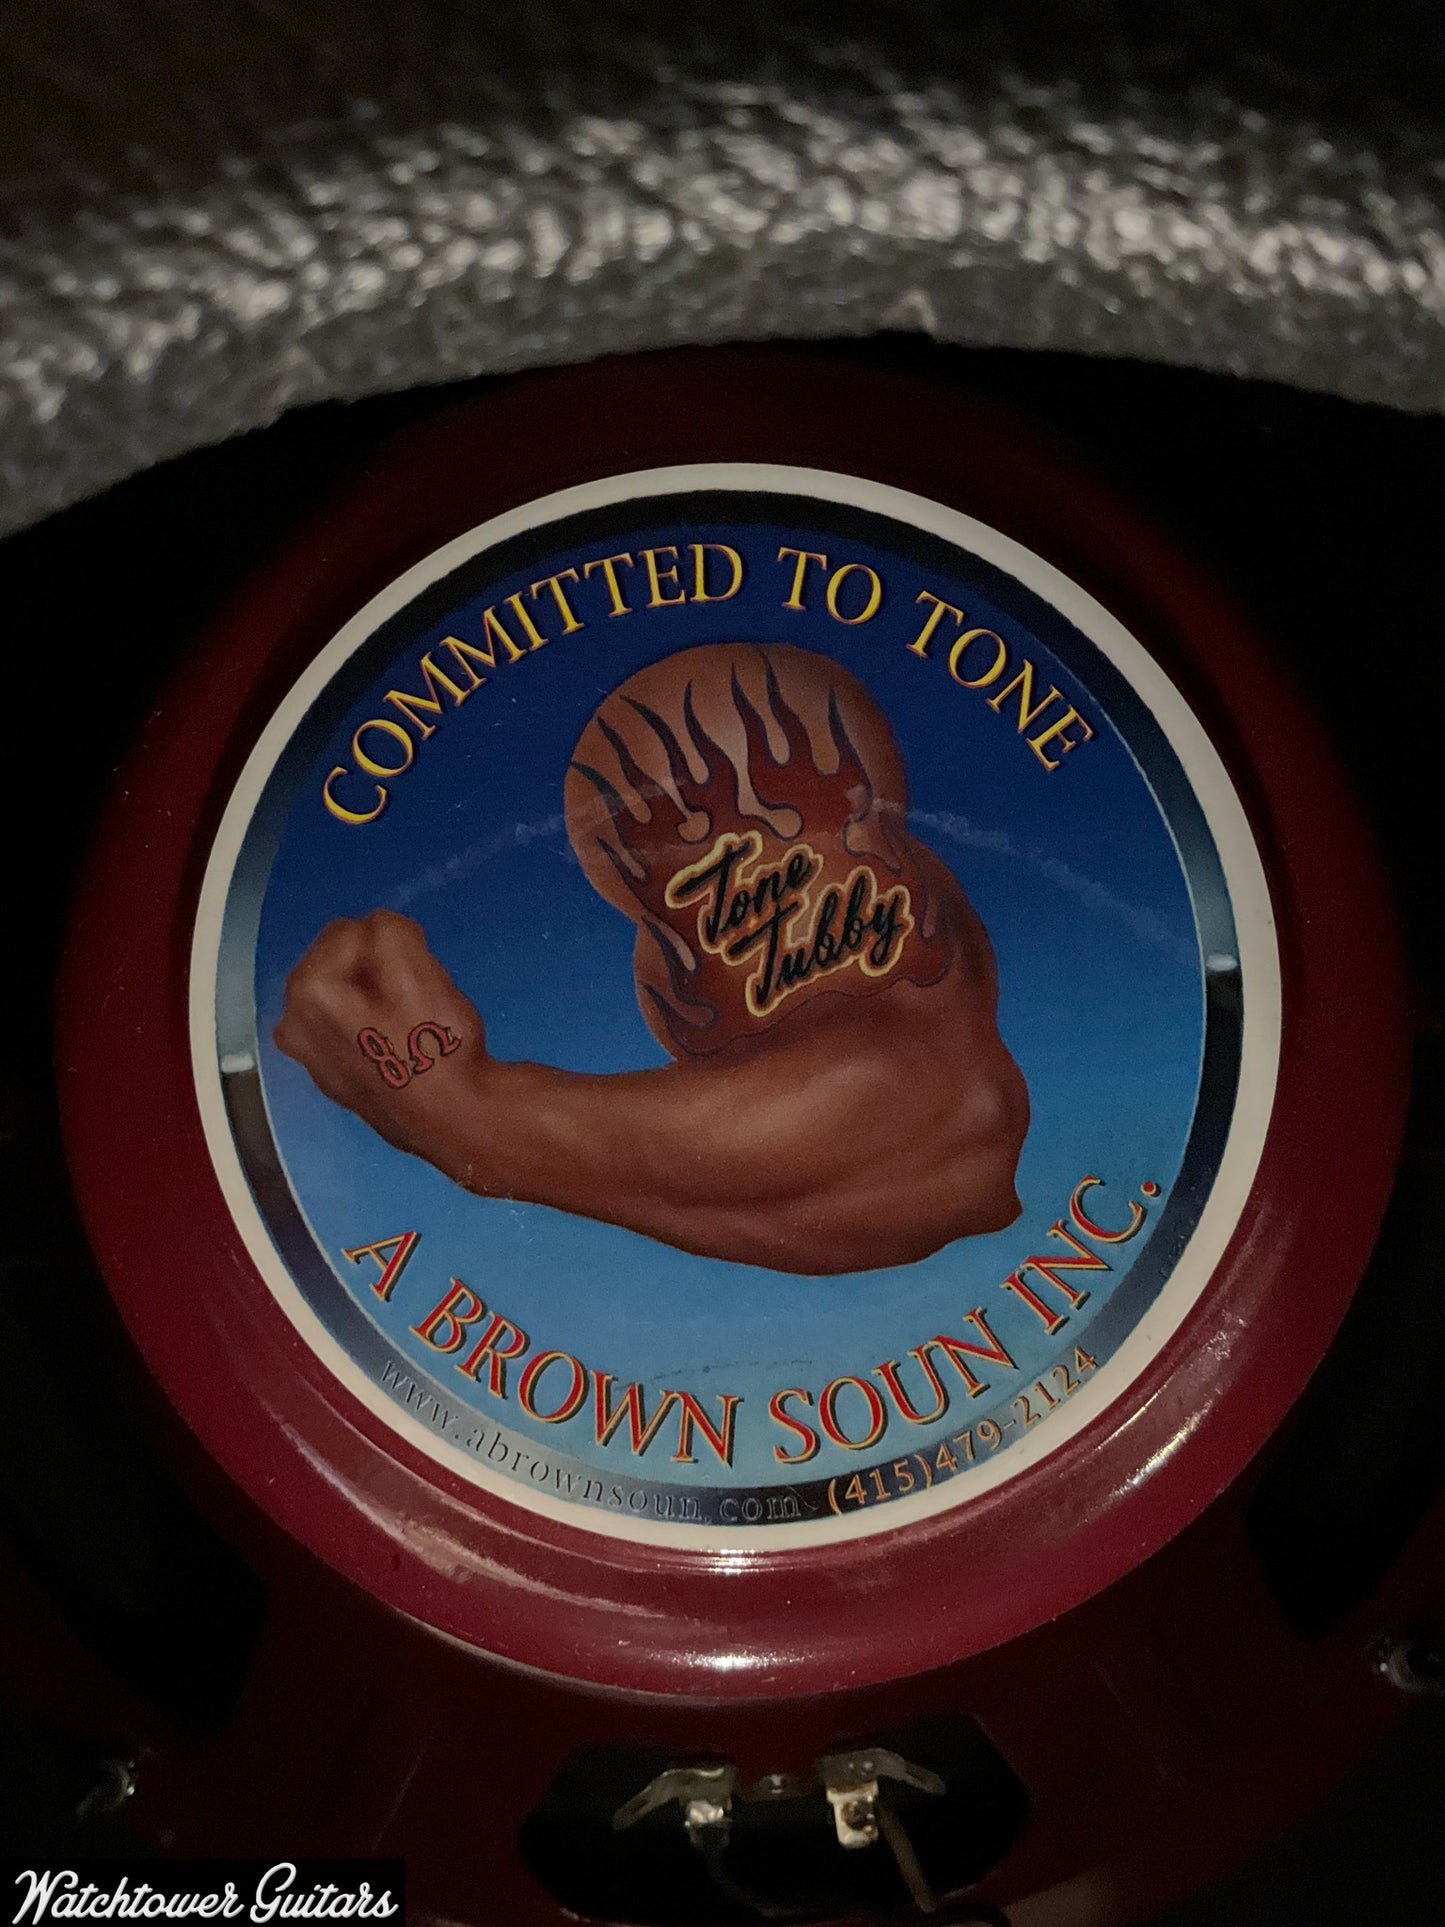 COMMITTED TO TONE
Tone
Tubby
8Ω
A BROWN SOUN INC.
www.abrownsoun.com (415)479-2124
Watchtower Guitars